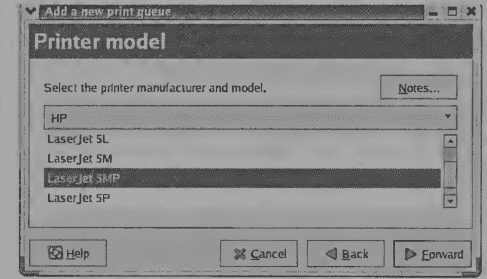 Add a new print queue
Printer model
Select the printer manufacturer and model.
Notes...
HP
LaserJet 5L
LaserJet 5M
LaserJet 5MP
LaserJet 5P
Help
Cancel
Back
Forward